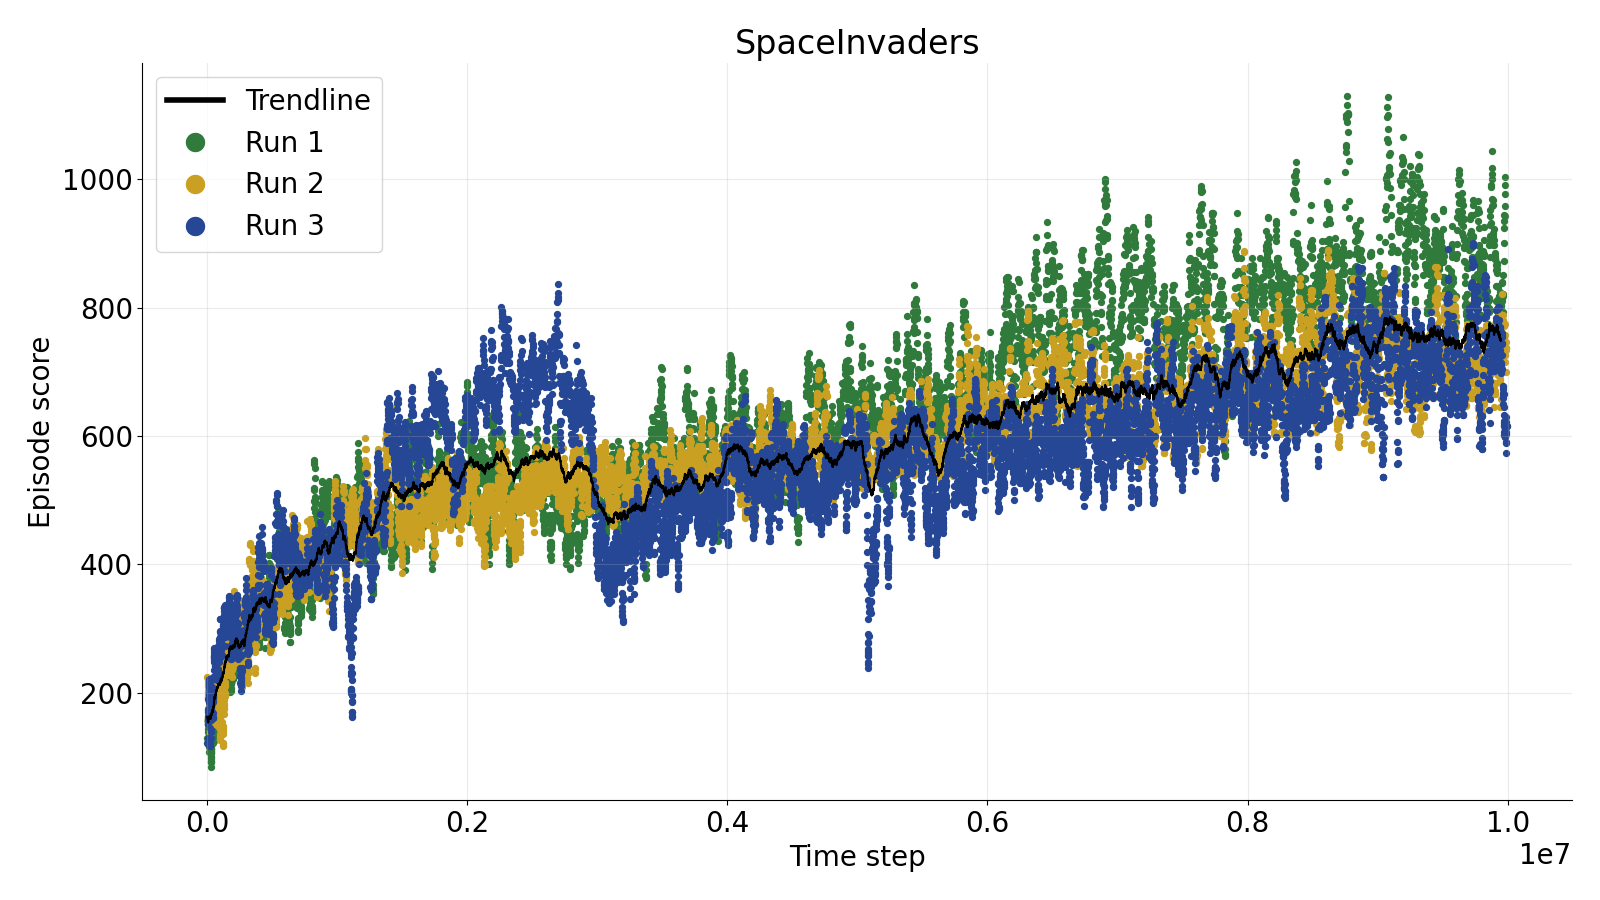 SpaceInvaders
Trendline
Run 1
Run 2
Run 3
Episode score
1000
800
600
400
200
0.0 0.2 0.4 0.6 0.8 1.0
1e7
Time step